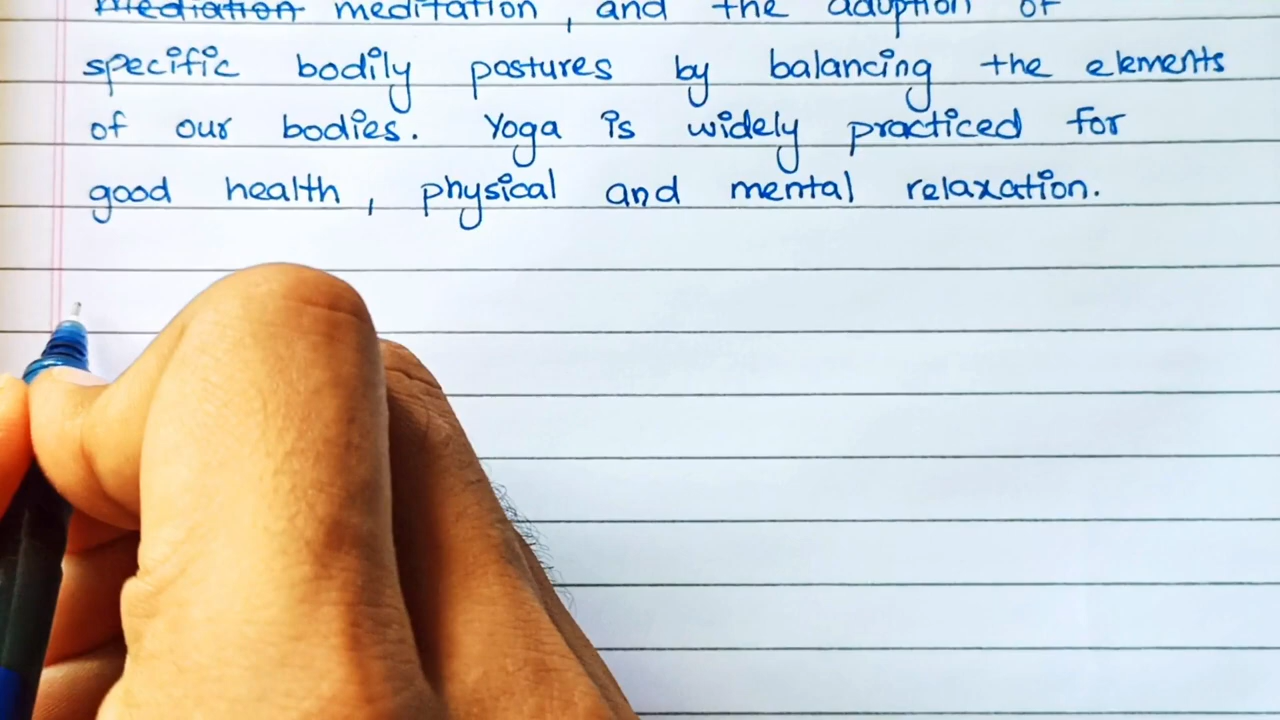 mediation meditation, and the adoption of
specific bodily postures by balancing the elements
of our bodies. Yoga is widely practiced for
good health, physical and mental relaxation.